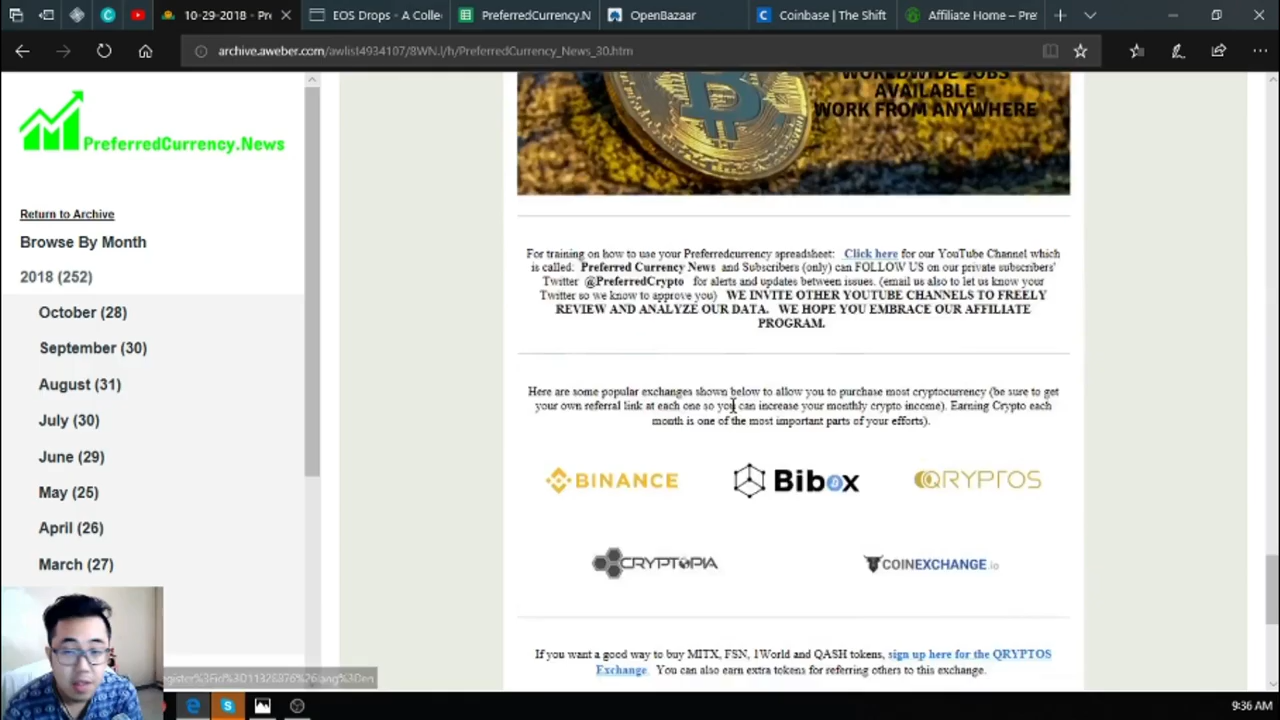 10-29-2018 - Pre
EOS Drops - A Colle
PreferredCurrency.N
OpenBazaar
Coinbase | The Shift
Affiliate Home – Pre
archive.aweber.com/awlist4934107/8WN.J/h/PreferredCurrency_News_30.htm
PreferredCurrency.News
Return to Archive
Browse By Month
2018 (252)
October (28)
September (30)
August (31)
July (30)
June (29)
May (25)
April (26)
March (27)
WORLDWIDE JOBS
AVAILABLE
WORK FROM ANYWHERE
For training on how to use your Preferredcurrency spreadsheet: Click here for our YouTube Channel which
is called: Preferred Currency News and Subscribers (only) can FOLLOW US on our private subscribers'
Twitter @PreferredCrypto for alerts and updates between issues. (email us also to let us know your
Twitter so we know to approve you) WE INVITE OTHER YOUTUBE CHANNELS TO FREELY
REVIEW AND ANALYZE OUR DATA. WE HOPE YOU EMBRACE OUR AFFILIATE
PROGRAM.
Here are some popular exchanges shown below to allow you to purchase most cryptocurrency (be sure to get
your own referral link at each one so you can increase your monthly crypto income). Earning Crypto each
month is one of the most important parts of your efforts).
BINANCE
Bibox
QRYPTOS
CRYPTOPIA
COINEXCHANGE.io
If you want a good way to buy MITX, FSN, 1World and QASH tokens, sign up here for the QRYPTOS
Exchange. You can also earn extra tokens for referring others to this exchange.
9:36 AM